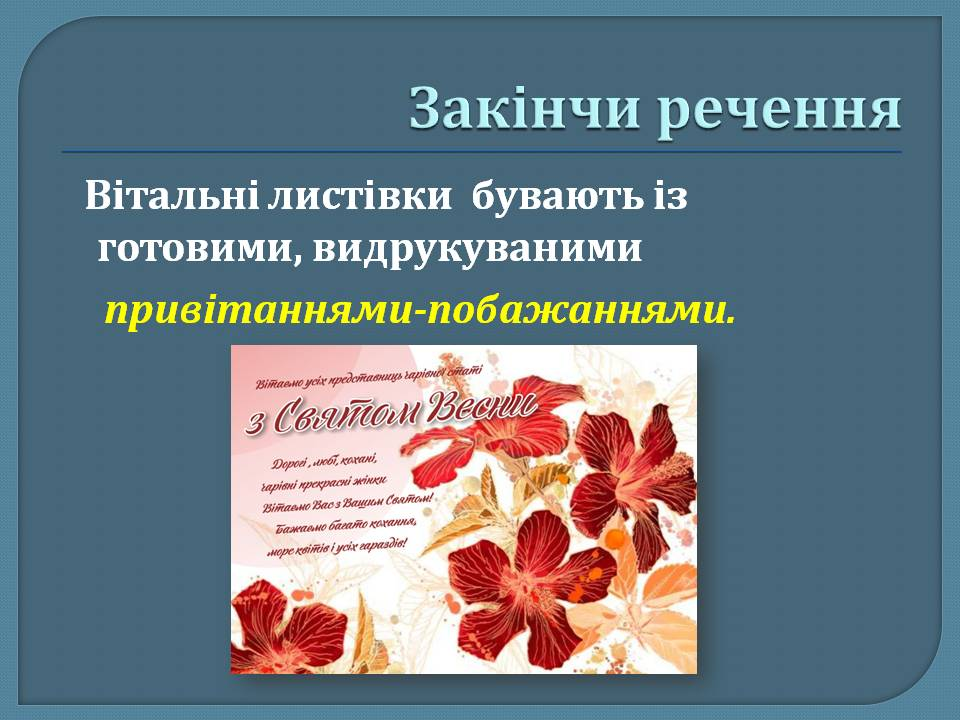 Закінчи речення
Вітальні листівки бувають із
готовими, видрукуваними
привітаннями-побажаннями.
Вітаємо усіх представниць чарівної статі
з Святом Весни
Дорогі , любі, кохані,
чарівні прекрасні жінки
Вітаємо Вас з Вашим Святом!
Бажаємо багато кохання,
море квітів і усіх гараздів!